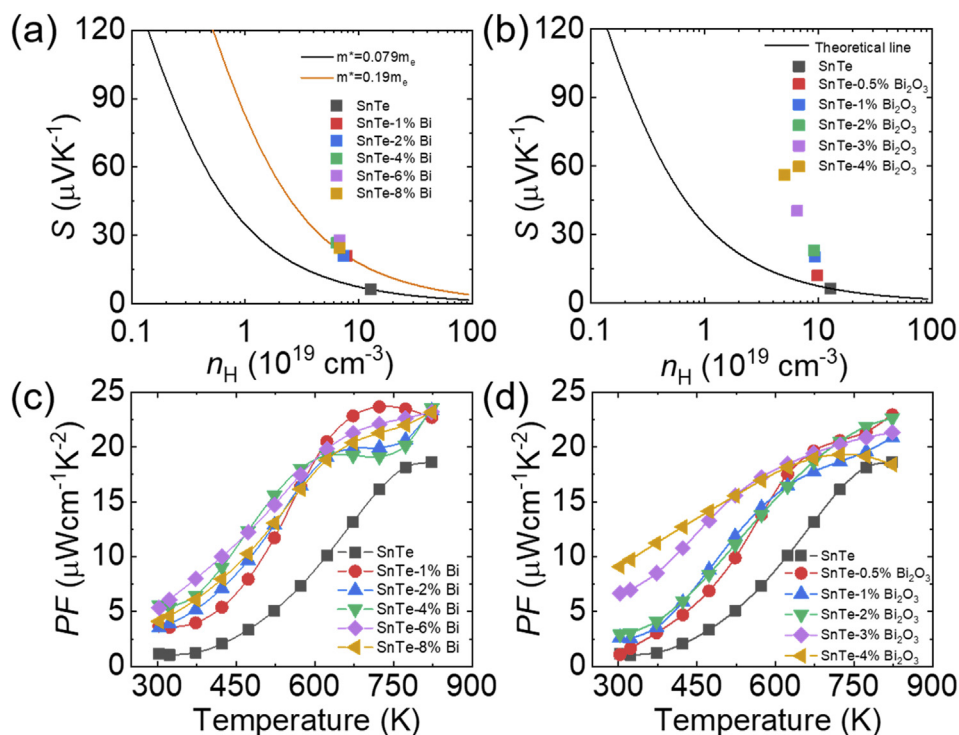 (a)
120
90
60
30
0
S (μVK⁻¹)
m*=0.079mₑ
m*=0.19mₑ
SnTe
SnTe-1% Bi
SnTe-2% Bi
SnTe-4% Bi
SnTe-6% Bi
SnTe-8% Bi
0.1 1 10 100
n_H (10¹⁹ cm⁻³)
(b)
120
90
60
30
0
S (μVK⁻¹)
Theoretical line
SnTe
SnTe-0.5% Bi₂O₃
SnTe-1% Bi₂O₃
SnTe-2% Bi₂O₃
SnTe-3% Bi₂O₃
SnTe-4% Bi₂O₃
0.1 1 10 100
n_H (10¹⁹ cm⁻³)
(c)
25
20
15
10
5
0
PF (μWcm⁻¹K⁻²)
SnTe
SnTe-1% Bi
SnTe-2% Bi
SnTe-4% Bi
SnTe-6% Bi
SnTe-8% Bi
300 450 600 750 900
Temperature (K)
(d)
25
20
15
10
5
0
PF (μWcm⁻¹K⁻²)
SnTe
SnTe-0.5% Bi₂O₃
SnTe-1% Bi₂O₃
SnTe-2% Bi₂O₃
SnTe-3% Bi₂O₃
SnTe-4% Bi₂O₃
300 450 600 750 900
Temperature (K)